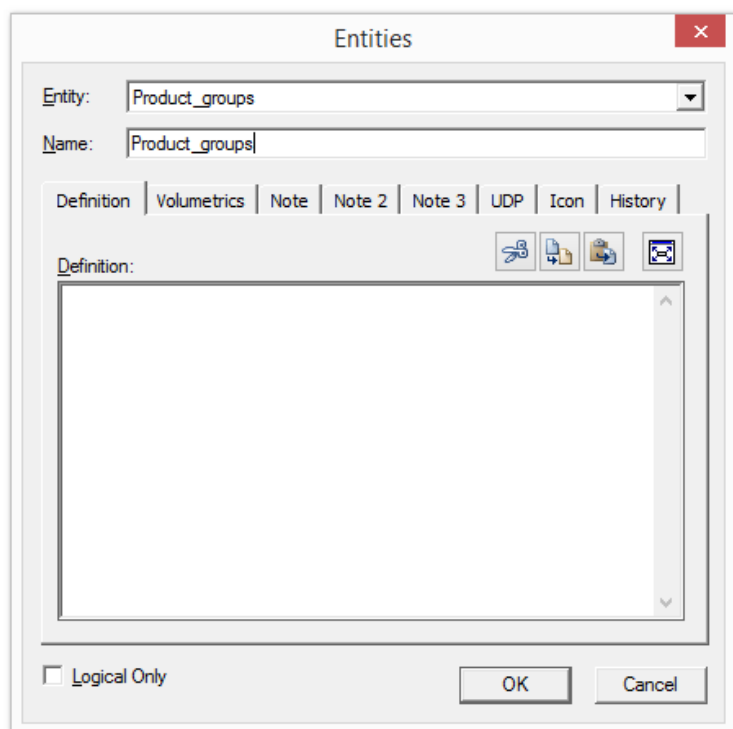 Entities
Entity: Product_groups
Name: Product_groups
Definition Volumetrics Note Note 2 Note 3 UDP Icon History
Definition:
Logical Only OK Cancel